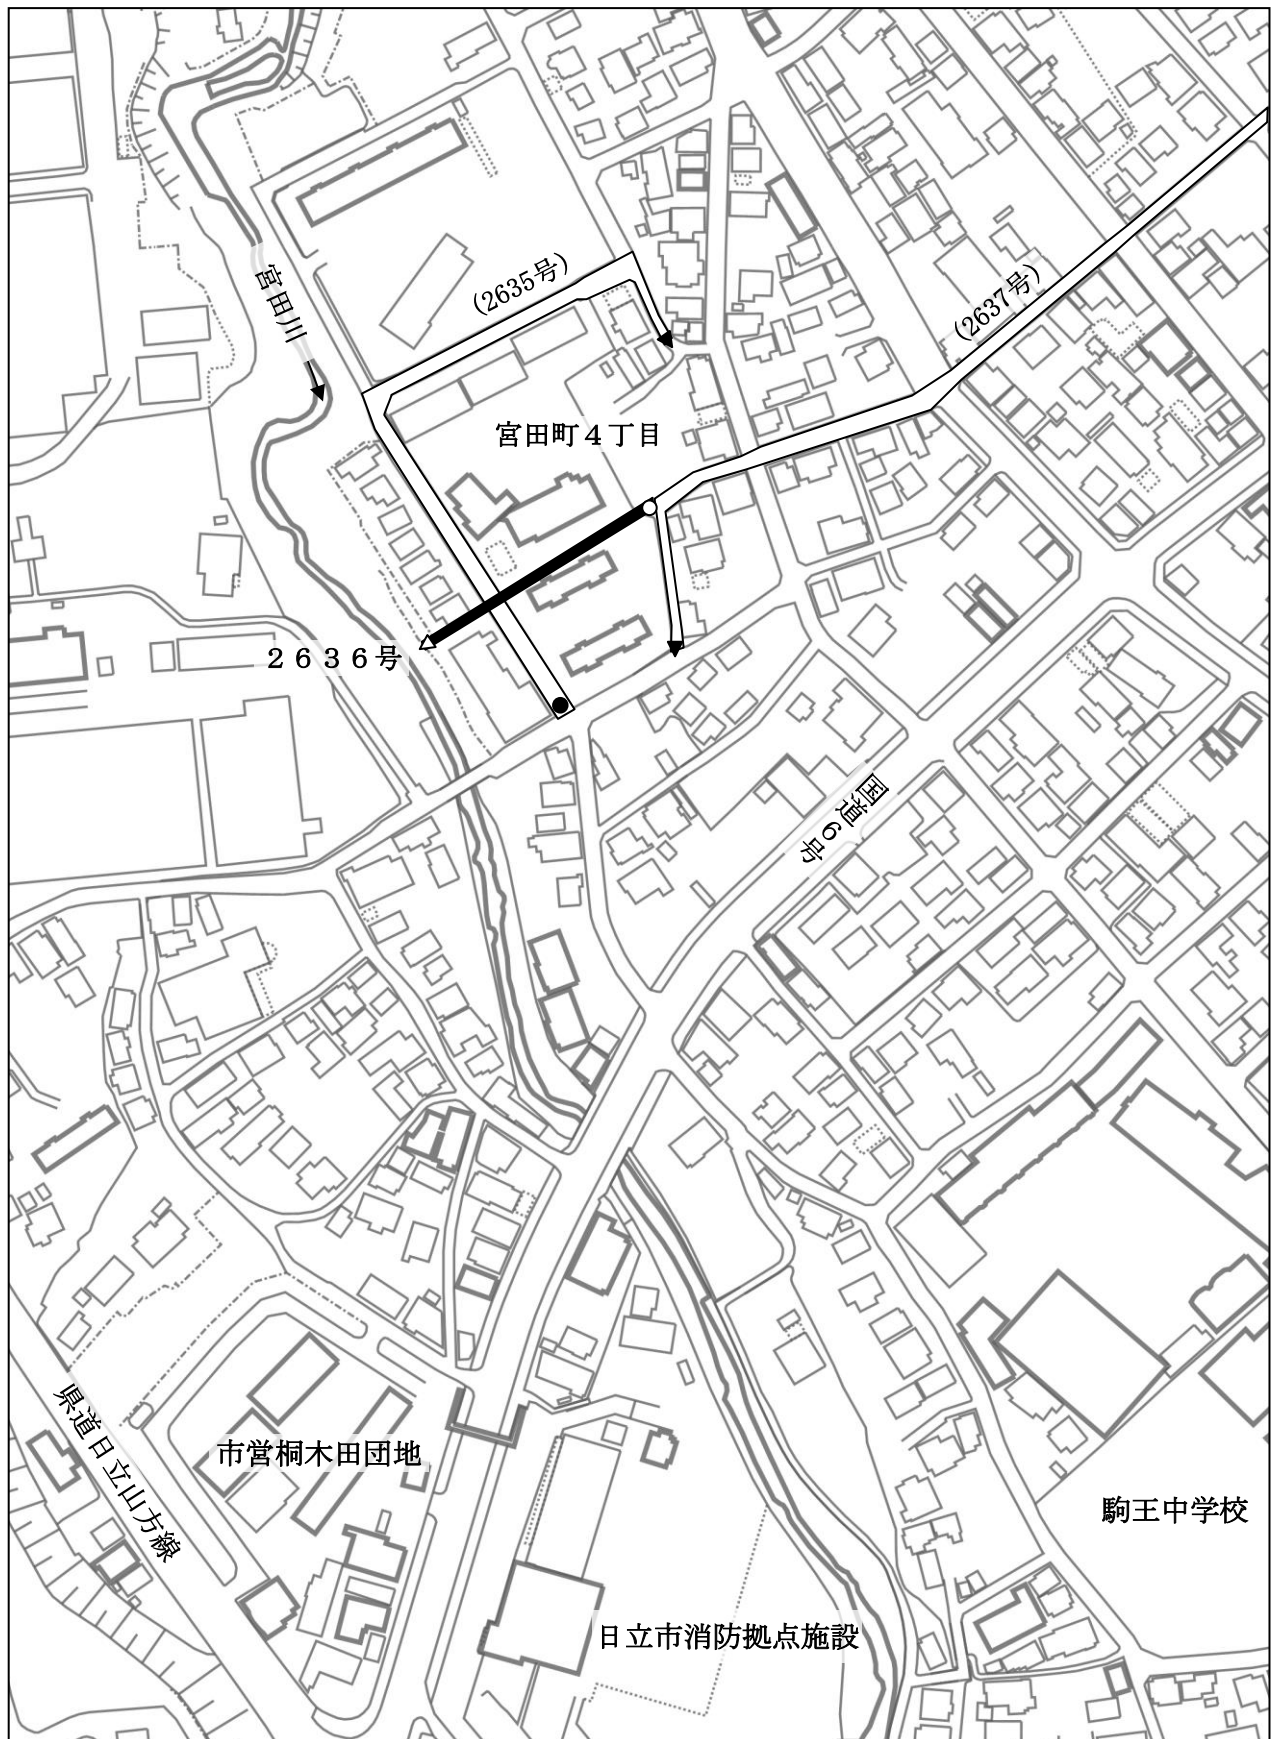 宮田川
(2635号)
(2637号)
宮田町４丁目
２６３６号
国道６号
県道日立山方線
市営桐木田団地
駒王中学校
日立市消防拠点施設